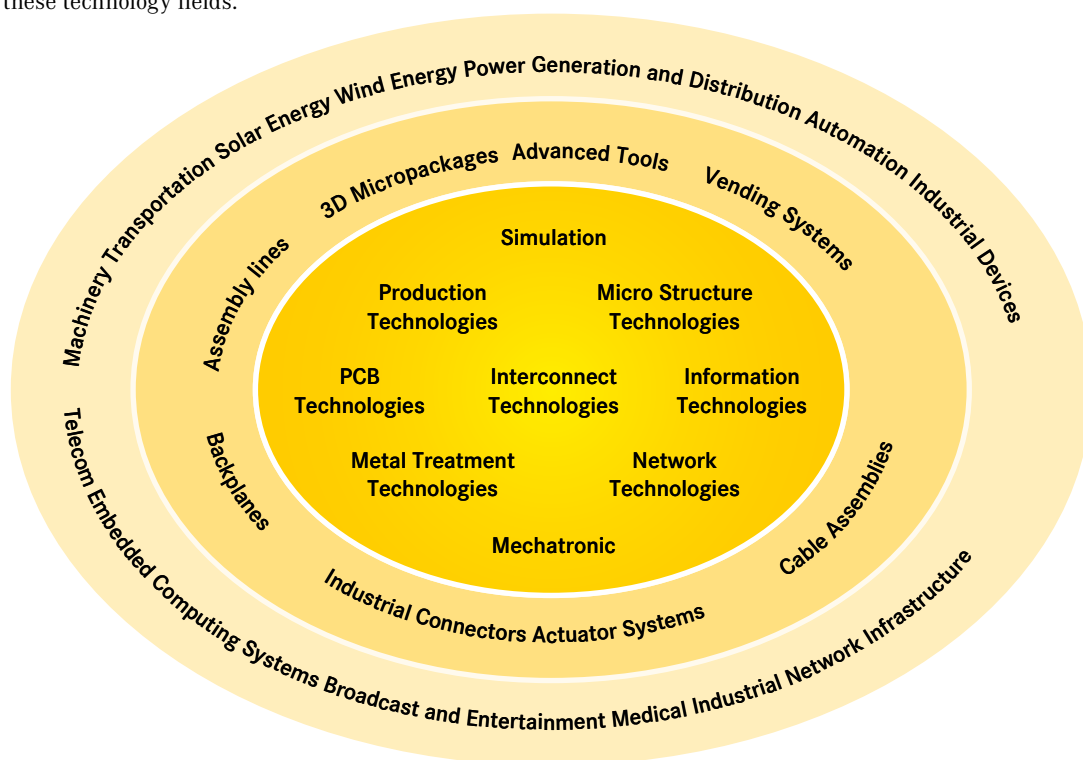 these technology fields.
Machinery Transportation Solar Energy Wind Energy Power Generation and Distribution Automation Industrial Devices
Assembly lines
3D Micropackages
Advanced Tools
Vending Systems
Simulation
Production
Technologies
Micro Structure
Technologies
PCB
Technologies
Interconnect
Technologies
Information
Technologies
Metal Treatment
Technologies
Network
Technologies
Mechatronic
Backplanes
Industrial Connectors
Actuator Systems
Cable Assemblies
Telecom Embedded Computing Systems Broadcast and Entertainment Medical Industrial Network Infrastructure